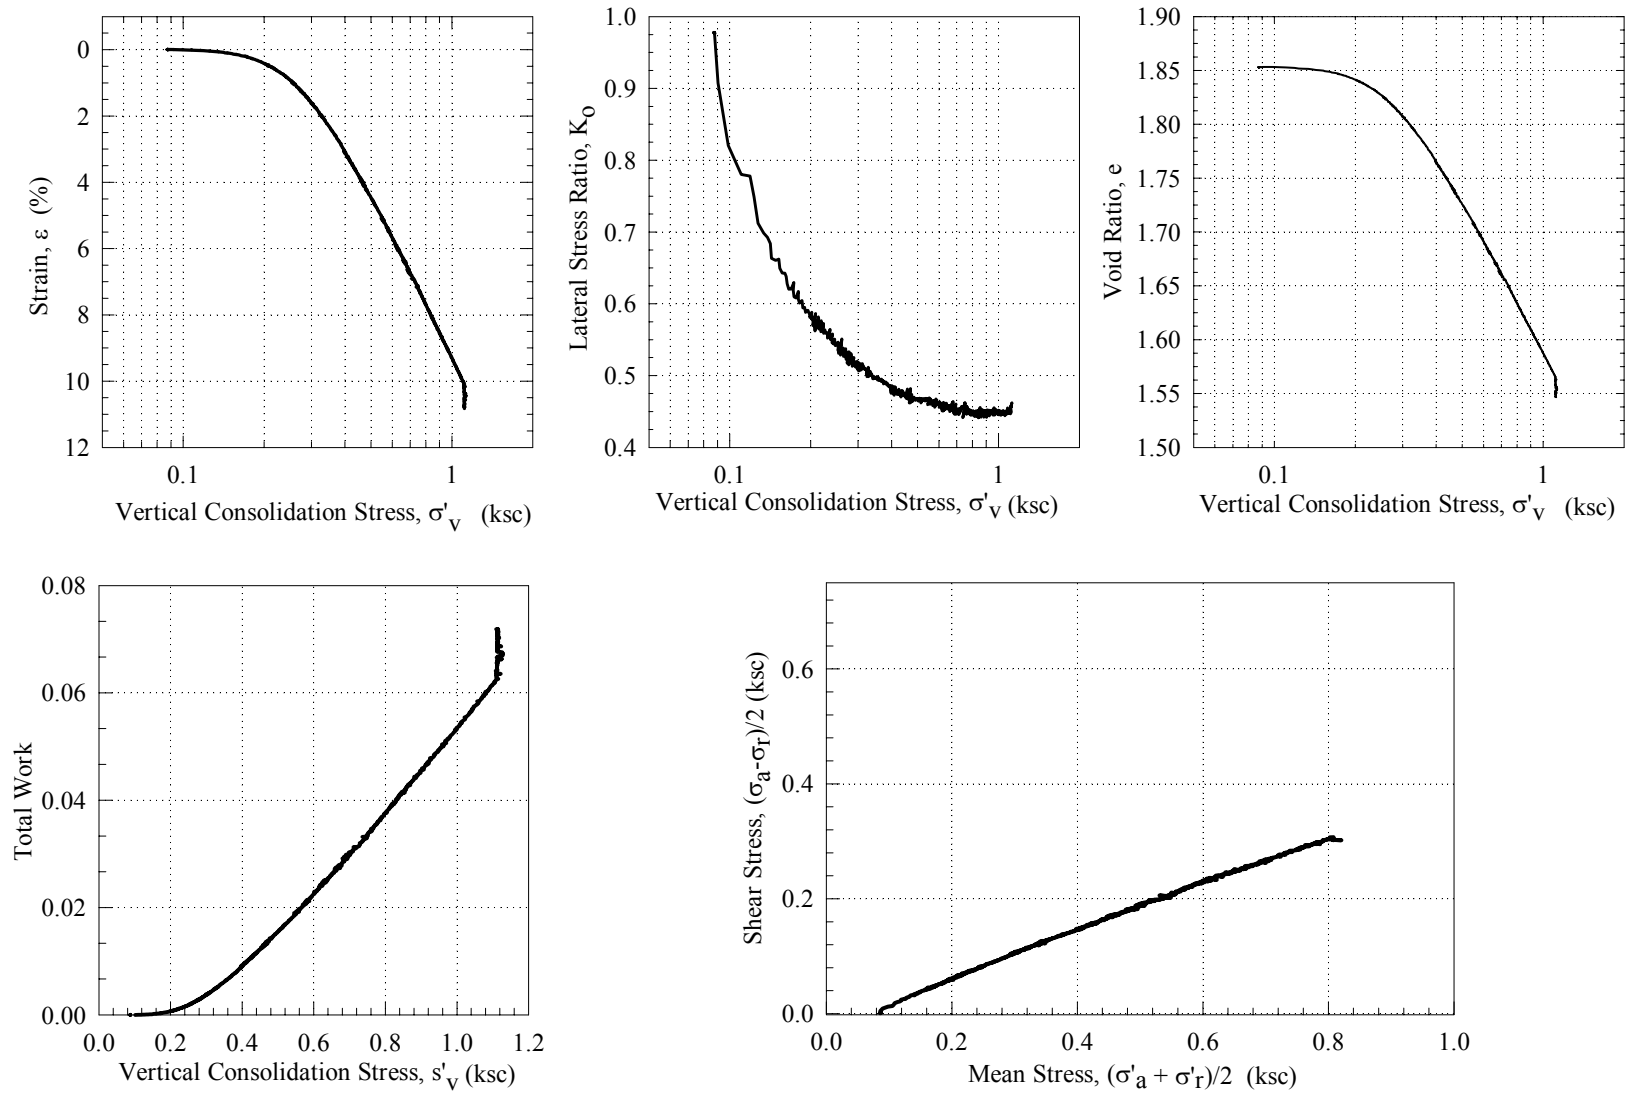 0
2
4
6
8
10
12
Strain, ε (%)
0.1 1
Vertical Consolidation Stress, σ'v (ksc)
1.0
0.9
0.8
0.7
0.6
0.5
0.4
Lateral Stress Ratio, Ko
0.1 1
Vertical Consolidation Stress, σ'v (ksc)
1.90
1.85
1.80
1.75
1.70
1.65
1.60
1.55
1.50
Void Ratio, e
0.1 1
Vertical Consolidation Stress, σ'v (ksc)
0.08
0.06
0.04
0.02
0.00
Total Work
0.0 0.2 0.4 0.6 0.8 1.0 1.2
Vertical Consolidation Stress, s'v (ksc)
0.6
0.4
0.2
0.0
Shear Stress, (σa-σr)/2 (ksc)
0.0 0.2 0.4 0.6 0.8 1.0
Mean Stress, (σ'a + σ'r)/2 (ksc)